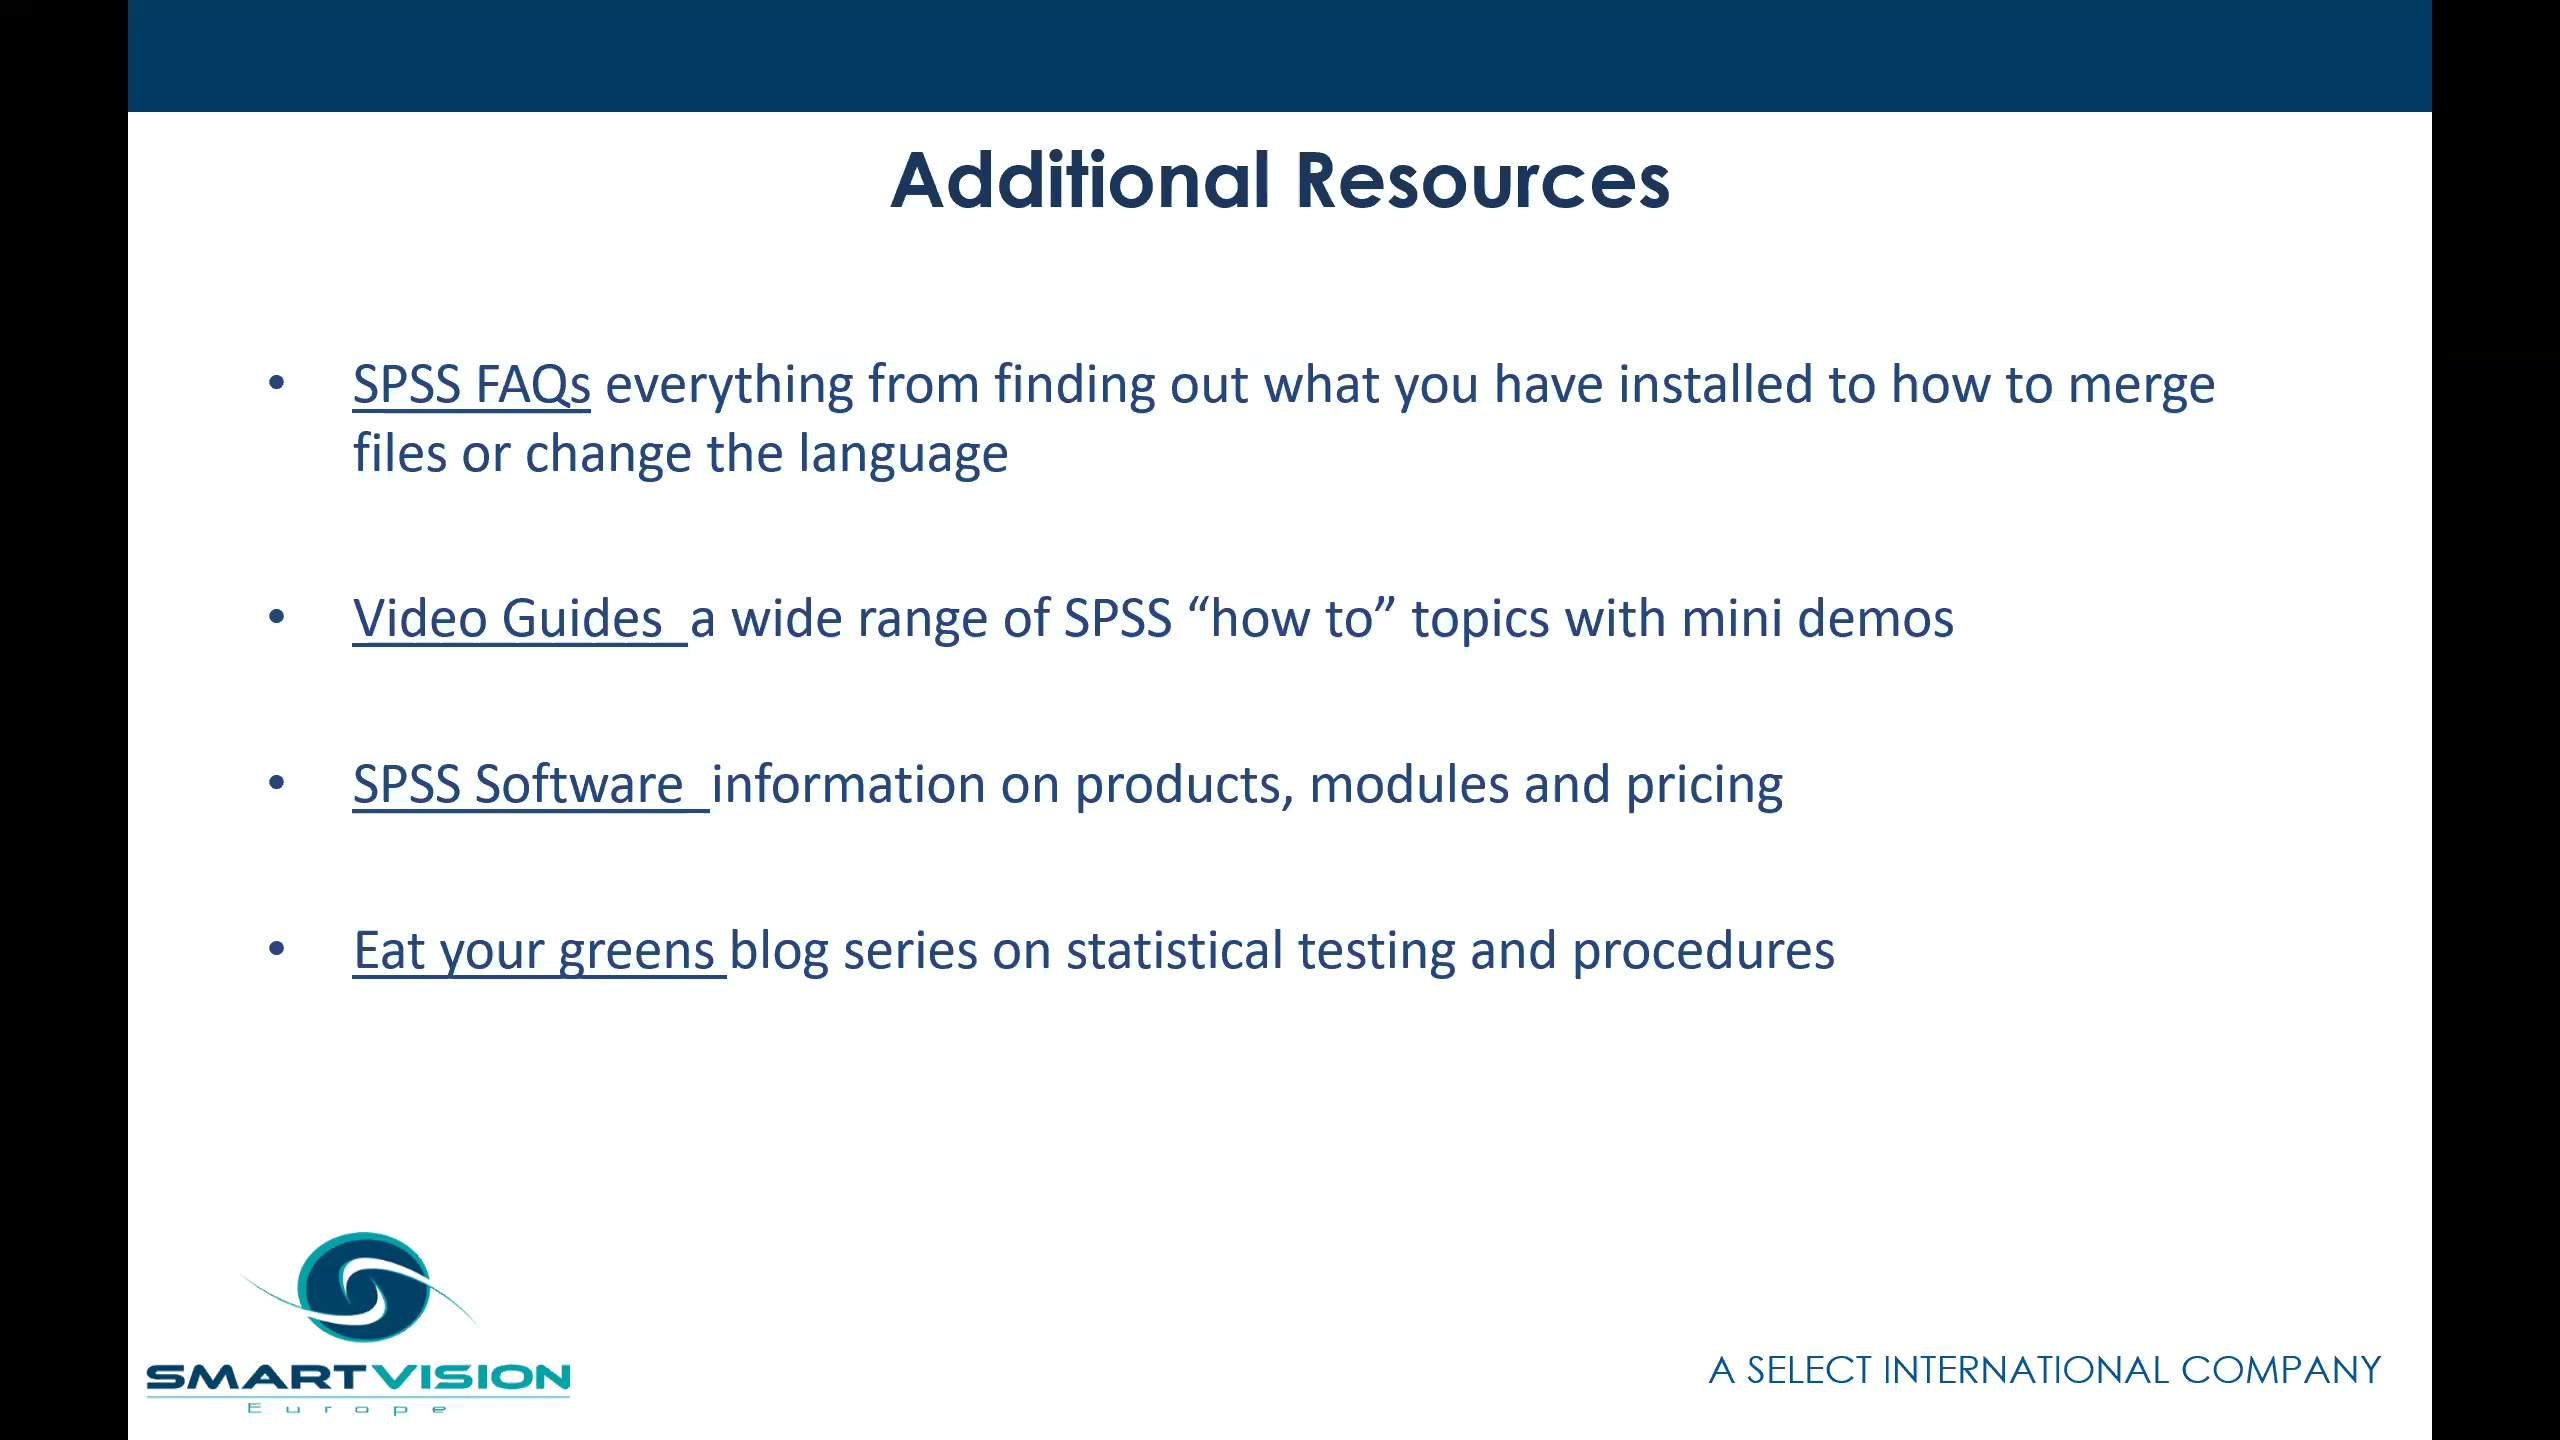 Additional Resources
• SPSS FAQs everything from finding out what you have installed to how to merge
files or change the language
• Video Guides  a wide range of SPSS “how to” topics with mini demos
• SPSS Software  information on products, modules and pricing
• Eat your greens blog series on statistical testing and procedures
SMARTVISION
Europe
A SELECT INTERNATIONAL COMPANY